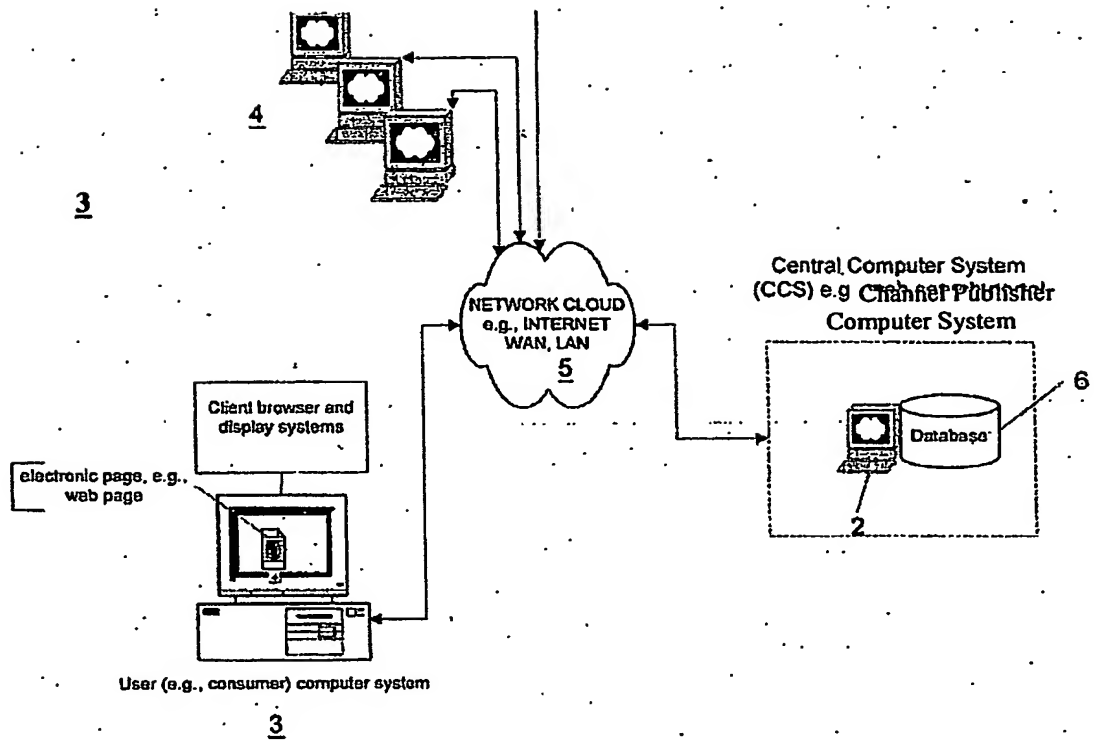 4
3
NETWORK CLOUD
e.g., INTERNET
WAN, LAN
5
Central Computer System
(CCS) e.g Channel Publisher
Computer System
6
Database
2
Client browser and
display systems
electronic page, e.g.,
web page
User (e.g., consumer) computer system
3